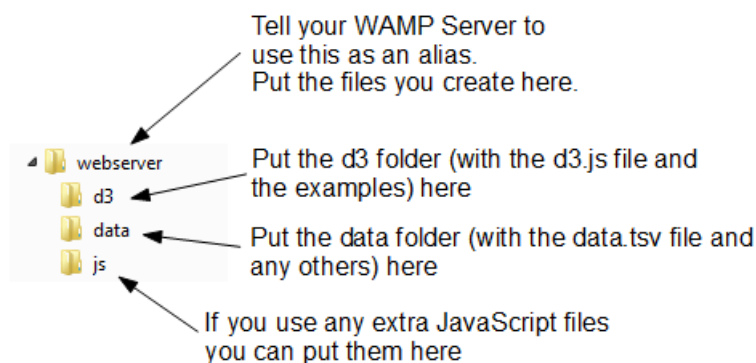 Tell your WAMP Server to
use this as an alias.
Put the files you create here.
webserver
Put the d3 folder (with the d3.js file and
the examples) here
d3
data
Put the data folder (with the data.tsv file and
any others) here
js
If you use any extra JavaScript files
you can put them here